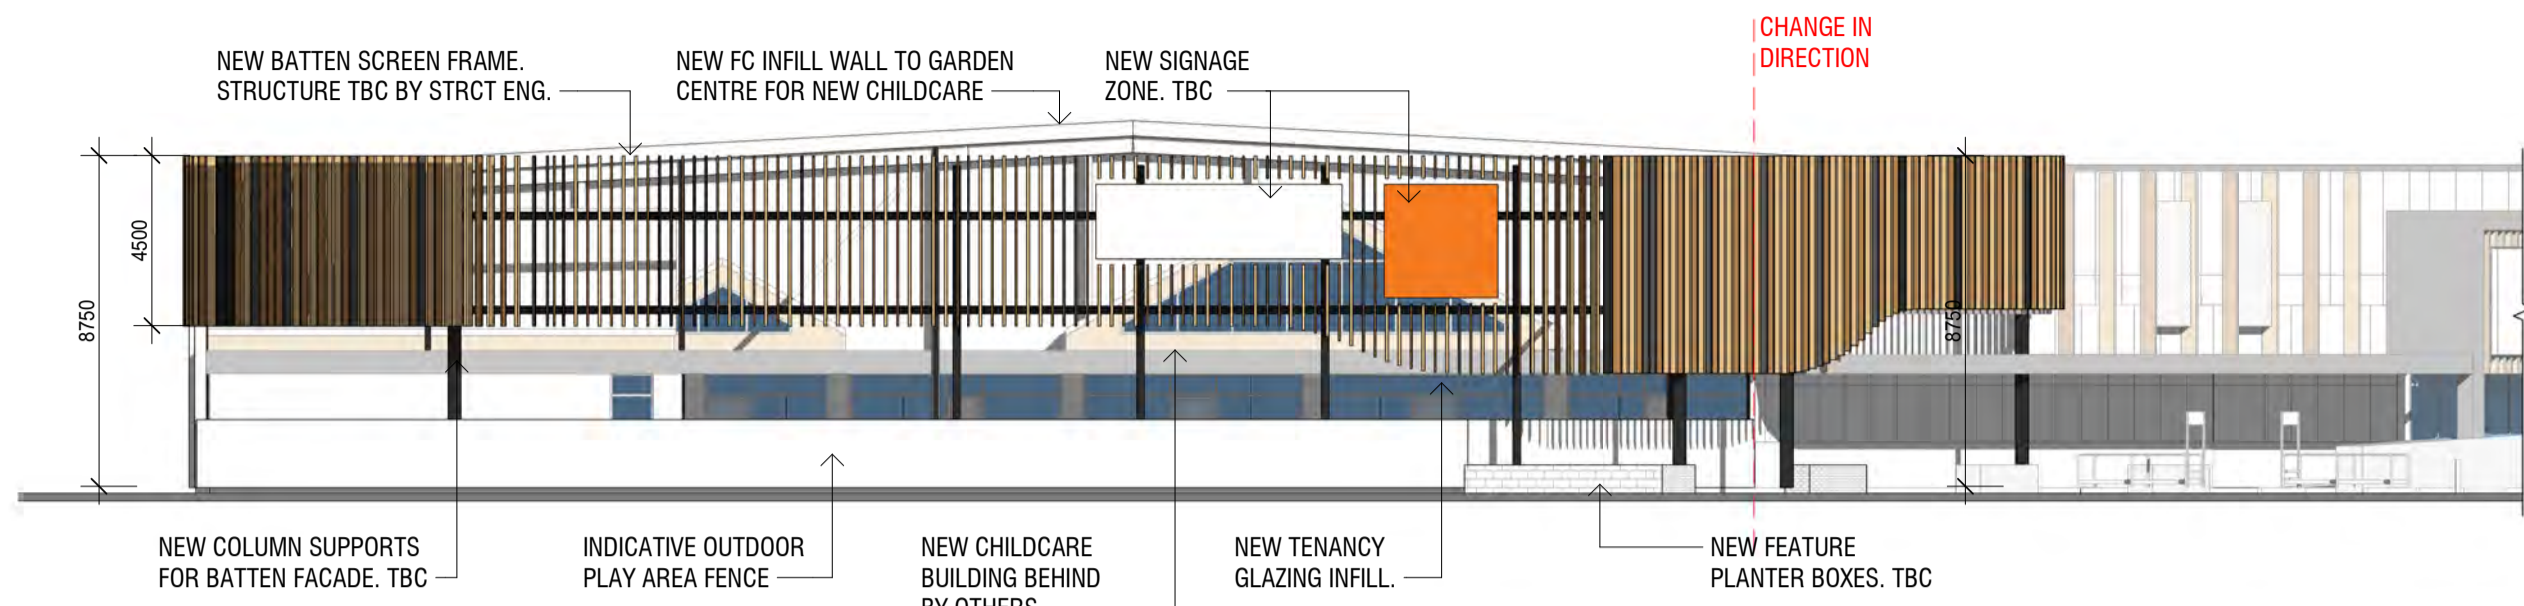 CHANGE IN
DIRECTION
NEW BATTEN SCREEN FRAME.
STRUCTURE TBC BY STRCT ENG.
NEW FC INFILL WALL TO GARDEN
CENTRE FOR NEW CHILDCARE
NEW SIGNAGE
ZONE. TBC
4500
8750
8750
NEW COLUMN SUPPORTS
FOR BATTEN FACADE. TBC
INDICATIVE OUTDOOR
PLAY AREA FENCE
NEW CHILDCARE
BUILDING BEHIND
BY OTHERS
NEW TENANCY
GLAZING INFILL.
NEW FEATURE
PLANTER BOXES. TBC